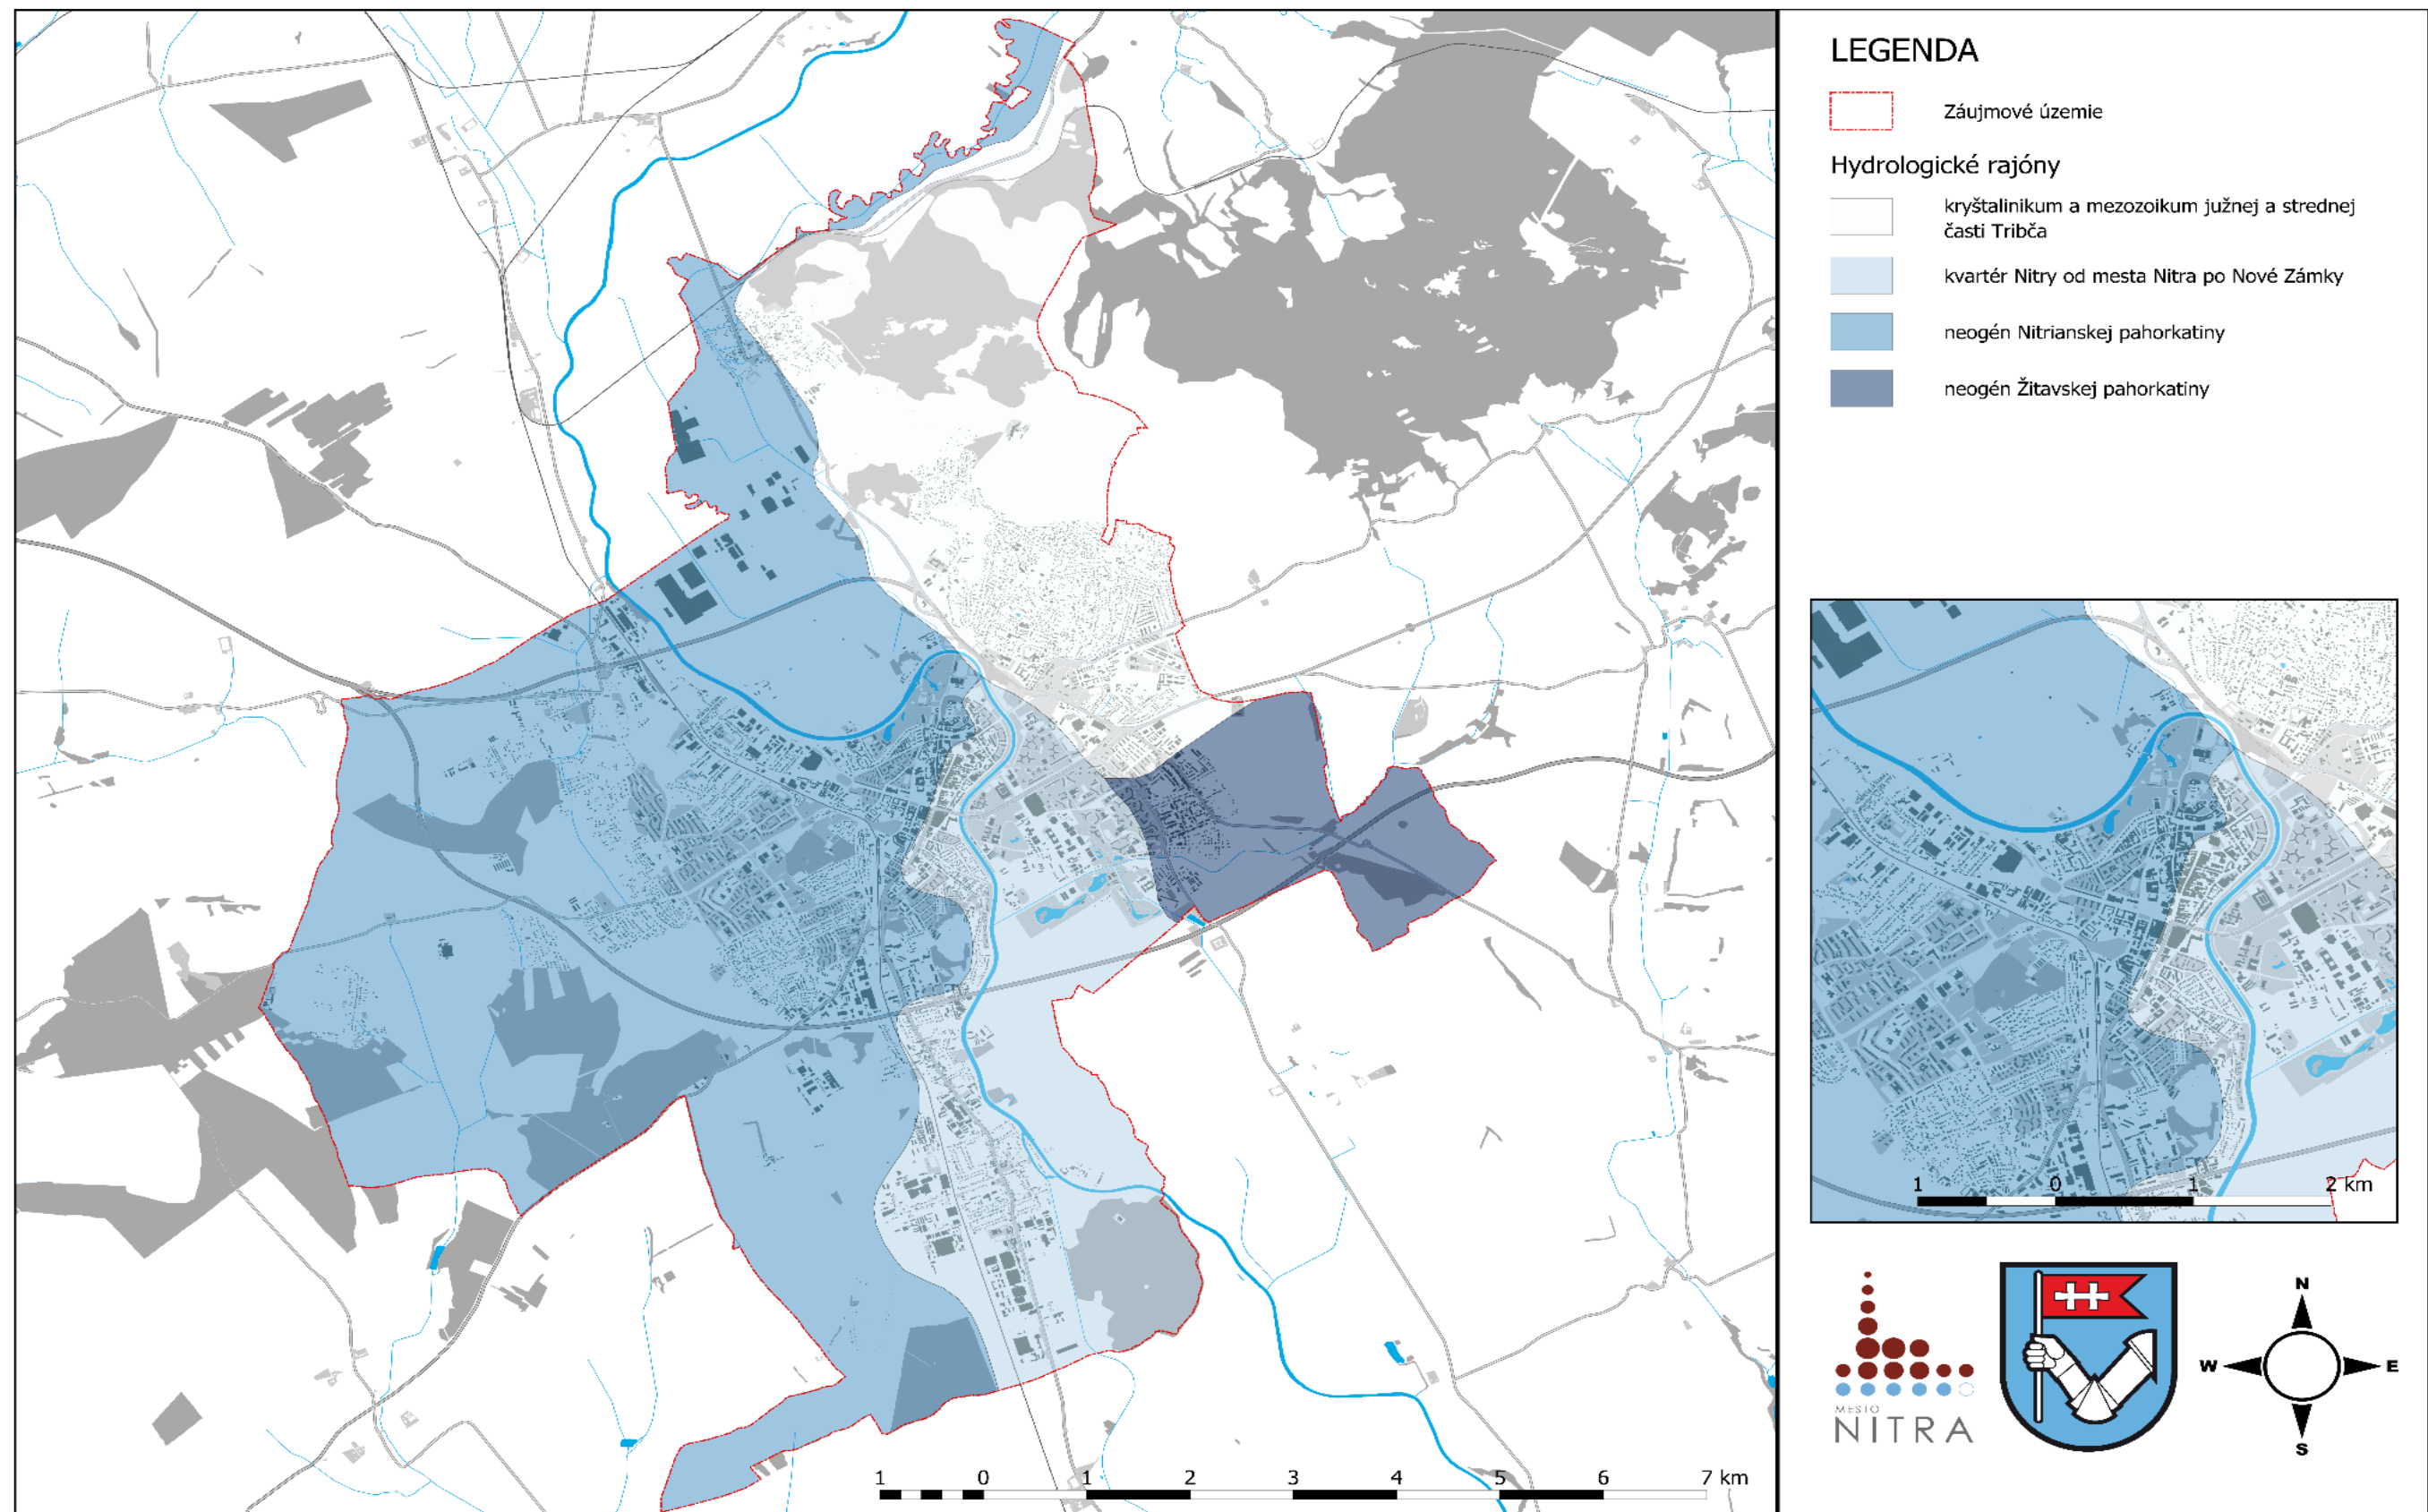 LEGENDA
Záujmové územie
Hydrologické rajóny
kryštalinikum a mezozoikum južnej a strednej
časti Tribča
kvartér Nitry od mesta Nitra po Nové Zámky
neogén Nitrianskej pahorkatiny
neogén Žitavskej pahorkatiny
1 0 1 2 km
MESTO
NITRA
N
W E
S
1 0 1 2 3 4 5 6 7 km